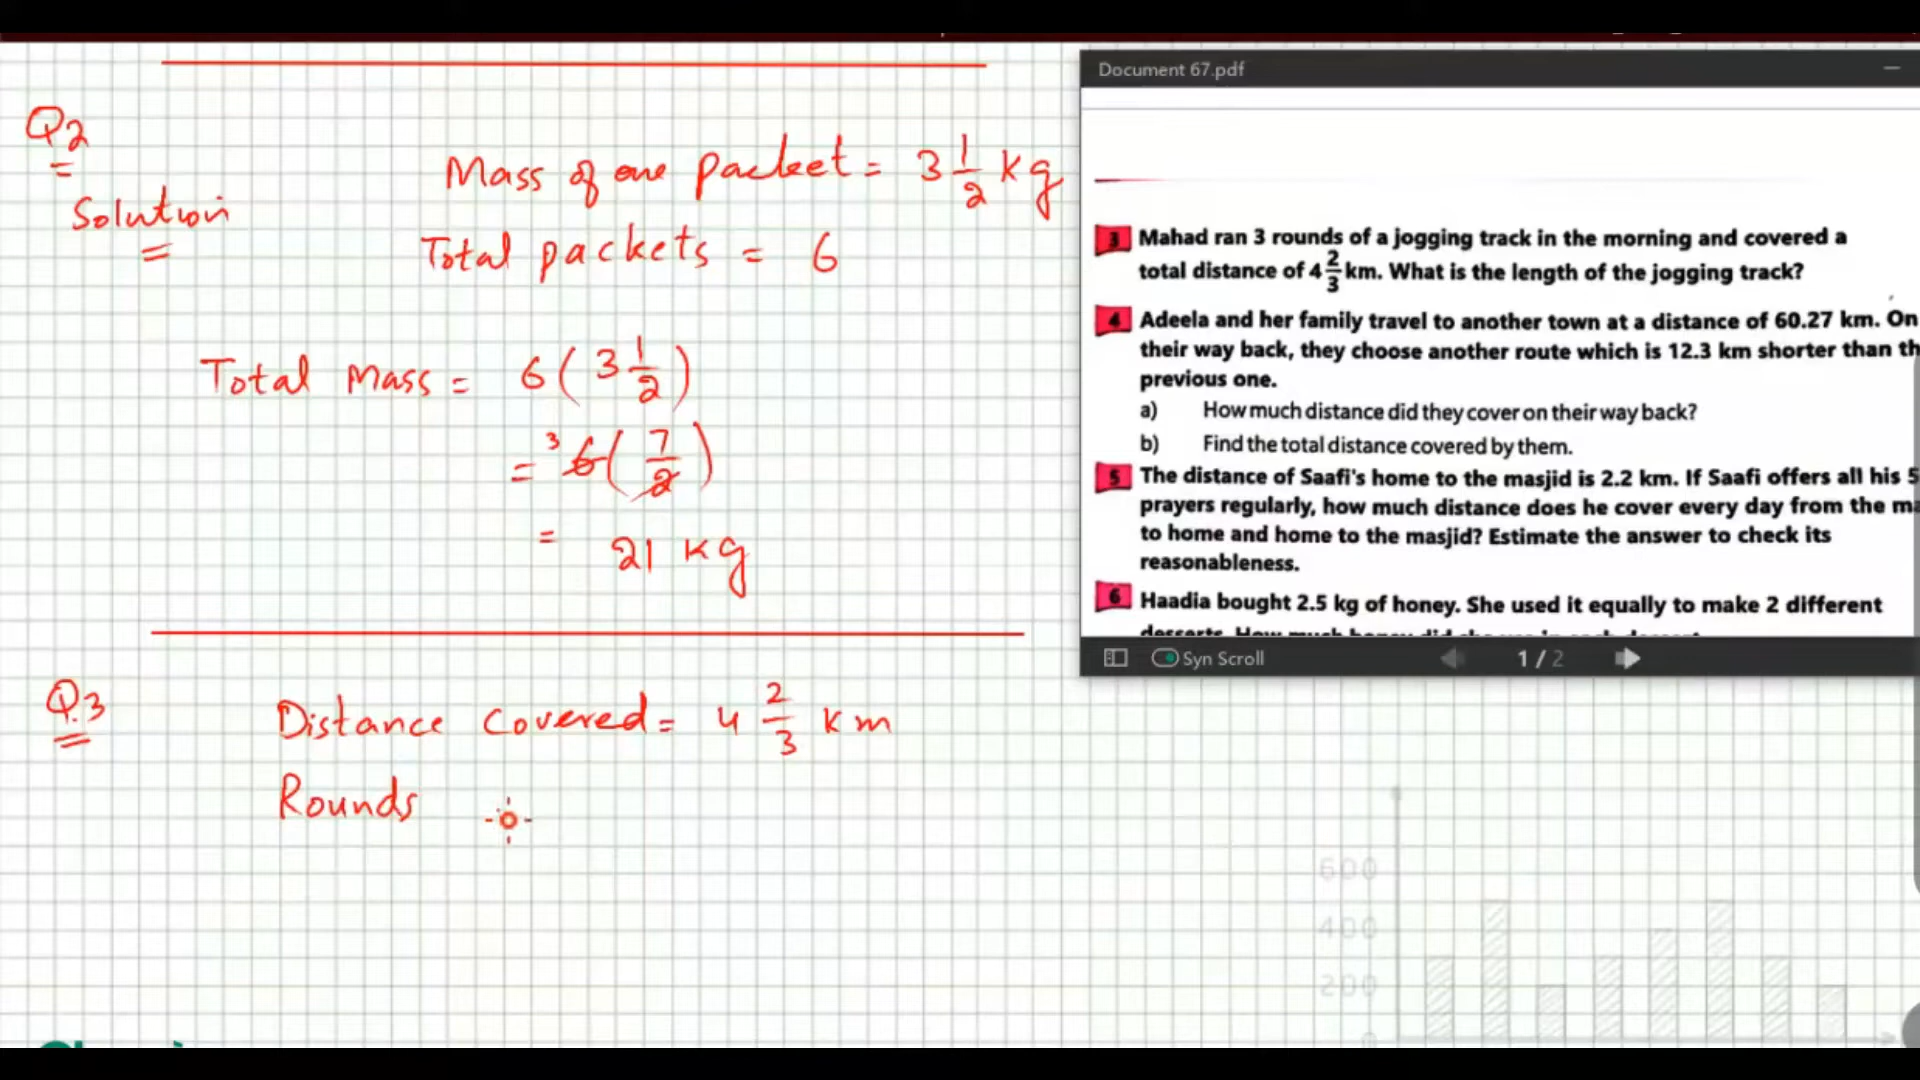 Q2
Solution
Mass of one Packet = 3 1/2 kg
Total packets = 6
Total Mass = 6 ( 3 1/2 )
= 3 6 ( 7/2 )
= 21 kg
Q.3
Distance Covered = 4 2/3 km
Rounds
Document 67.pdf
3 Mahad ran 3 rounds of a jogging track in the morning and covered a
total distance of 4 2/3 km. What is the length of the jogging track?
4 Adeela and her family travel to another town at a distance of 60.27 km. On
their way back, they choose another route which is 12.3 km shorter than
previous one.
a) How much distance did they cover on their way back?
b) Find the total distance covered by them.
5 The distance of Saafi's home to the masjid is 2.2 km. If Saafi offers all his 5
prayers regularly, how much distance does he cover every day from the
to home and home to the masjid? Estimate the answer to check its
reasonableness.
6 Haadia bought 2.5 kg of honey. She used it equally to make 2 different
Syn Scroll
1 / 2
600
400
200
0